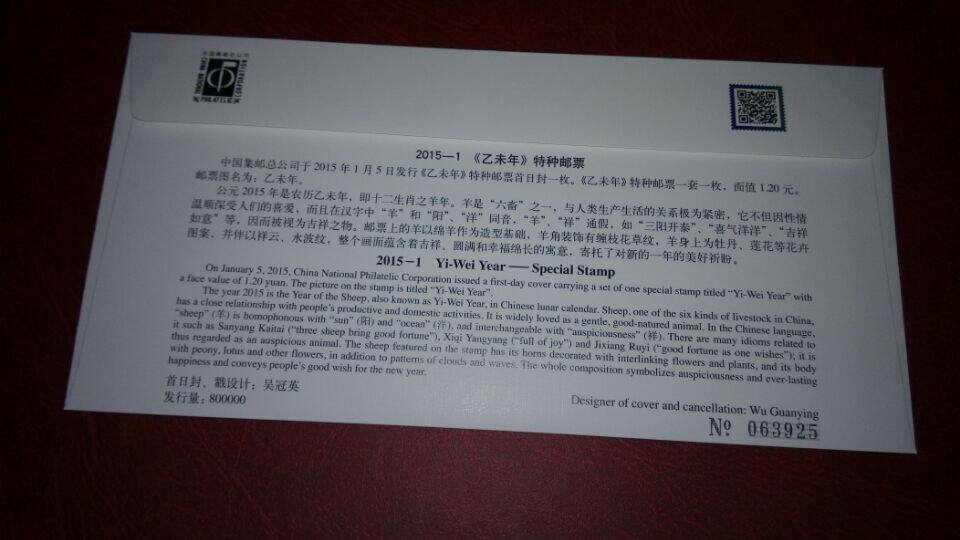 中国集邮总公司
CHINA NATIONAL
PHILATELIC
CORPORATION
2015—1 《乙未年》特种邮票
中国集邮总公司于 2015 年 1 月 5 日发行《乙未年》特种邮票首日封一枚。《乙未年》特种邮票一套一枚，面值 1.20 元。
邮票图名为：乙未年。
公元 2015 年是农历乙未年，即十二生肖之羊年。羊是“六畜”之一，与人类生产生活的关系极为紧密，它不但因性情
温顺深受人们的喜爱，而且在汉字中“羊”和“阳”、“洋”同音，“羊”、“祥”通假，如“三阳开泰”、“喜气洋洋”、“吉祥
如意”等，因而被视为吉祥之物。邮票上的羊以绵羊作为造型基础，羊角装饰有缠枝花草纹，羊身上为牡丹、莲花等花卉
图案，并伴以祥云、水波纹，整个画面蕴含着吉祥、圆满和幸福绵长的寓意，寄托了对新的一年的美好祈盼。
2015－1 Yi-Wei Year — Special Stamp
On January 5, 2015, China National Philatelic Corporation issued a first-day cover carrying a set of one special stamp titled “Yi-Wei Year” with
a face value of 1.20 yuan. The picture on the stamp is titled “Yi-Wei Year”.
The year 2015 is the Year of the Sheep, also known as Yi-Wei Year, in Chinese lunar calendar. Sheep, one of the six kinds of livestock in China,
has a close relationship with people's productive and domestic activities. It is widely loved as a gentle, good-natured animal. In the Chinese language,
“sheep” (羊) is homophonous with “sun” (阳) and “ocean” (洋), and interchangeable with “auspiciousness” (祥). There are many idioms related to
it such as Sanyang Kaitai (“three sheep bring good fortune”), Xiqi Yangyang (“full of joy”) and Jixiang Ruyi (“good fortune as one wishes”); it is
thus regarded as an auspicious animal. The sheep featured on the stamp has its horns decorated with interlinking flowers and plants, and its body
with peony, lotus and other flowers, in addition to patterns of clouds and waves. The whole composition symbolizes auspiciousness and ever-lasting
happiness and conveys people's good wish for the new year.
首日封、戳设计：吴冠英
发行量：800000
Designer of cover and cancellation: Wu Guanying
№ 063925